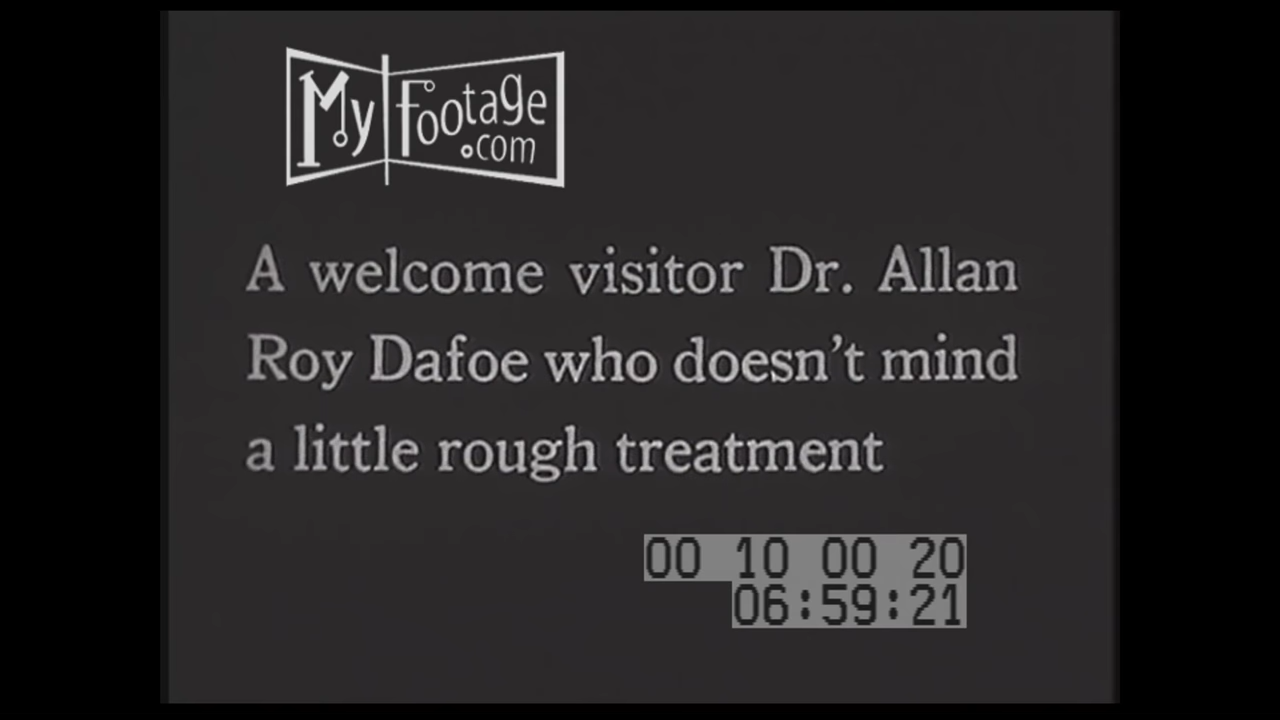 My Footage
.com
A welcome visitor Dr. Allan
Roy Dafoe who doesn't mind
a little rough treatment
00 10 00 20
06:59:21